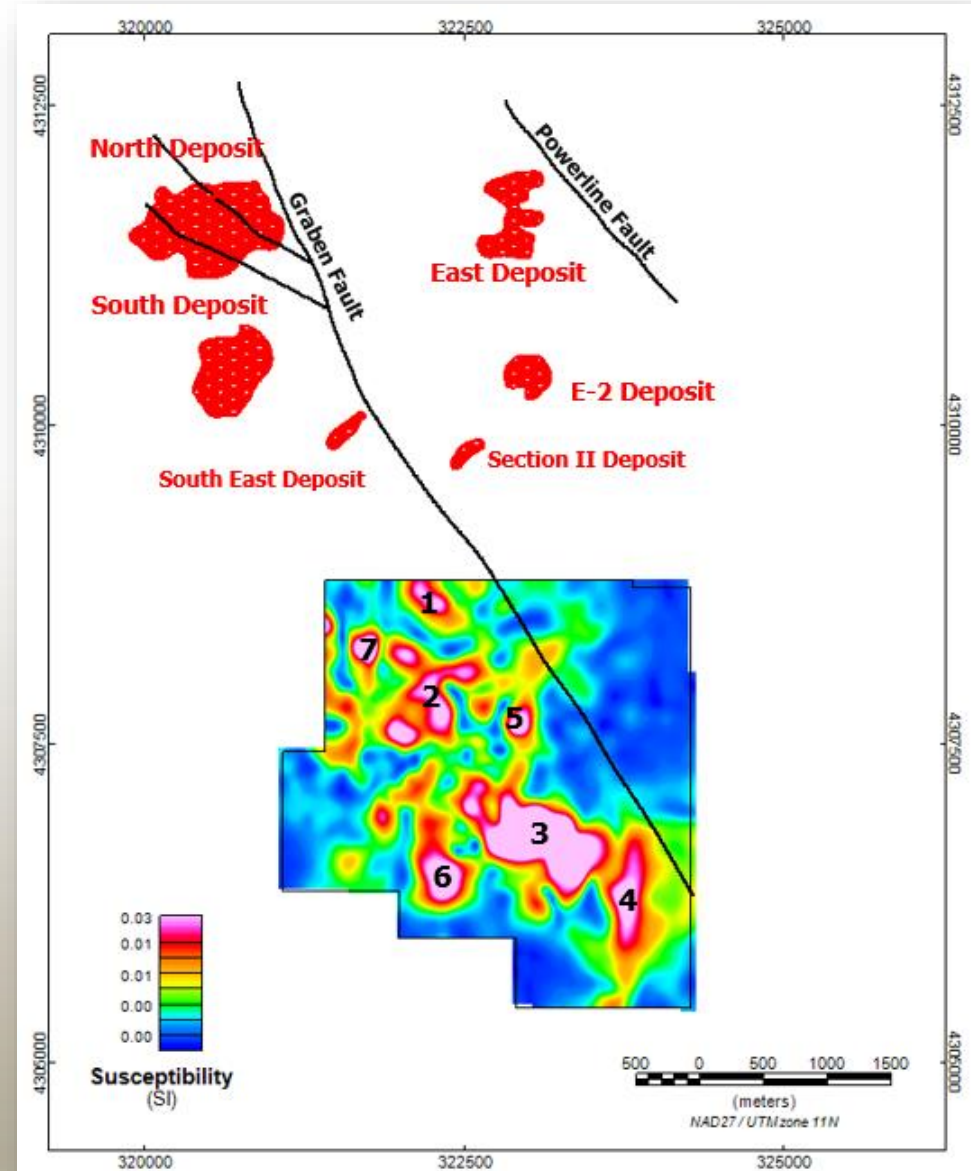 320000 322500 325000
4312500 4312500
North Deposit
Powerline Fault
Graben Fault
East Deposit
South Deposit
E-2 Deposit
4310000 4310000
South East Deposit
Section II Deposit
1
7
2
5
4307500 4307500
3
6
4
0.03
0.01
0.01
0.00
0.00
Susceptibility
(SI)
4305000 4305000
500 0 500 1000 1500
(meters)
NAD27 / UTM zone 11N
320000 322500 325000